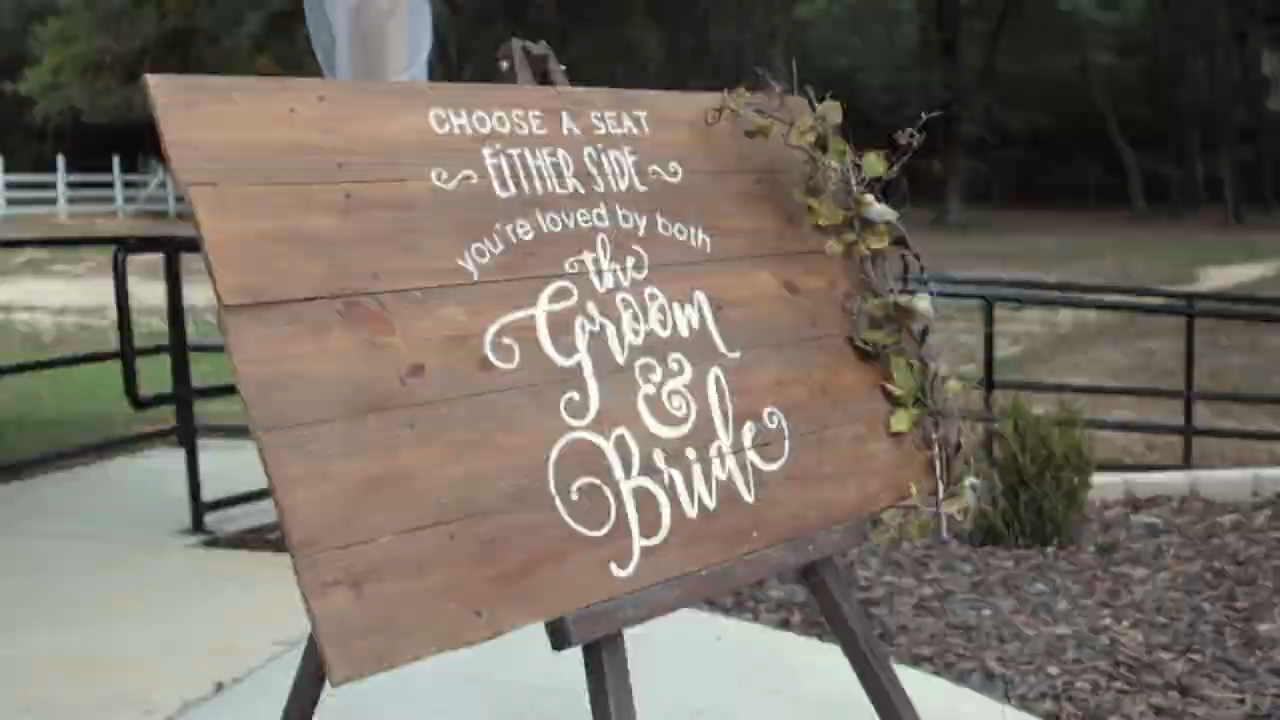 CHOOSE A SEAT
EITHER SIDE
you're loved by both
the
Groom
&
Bride